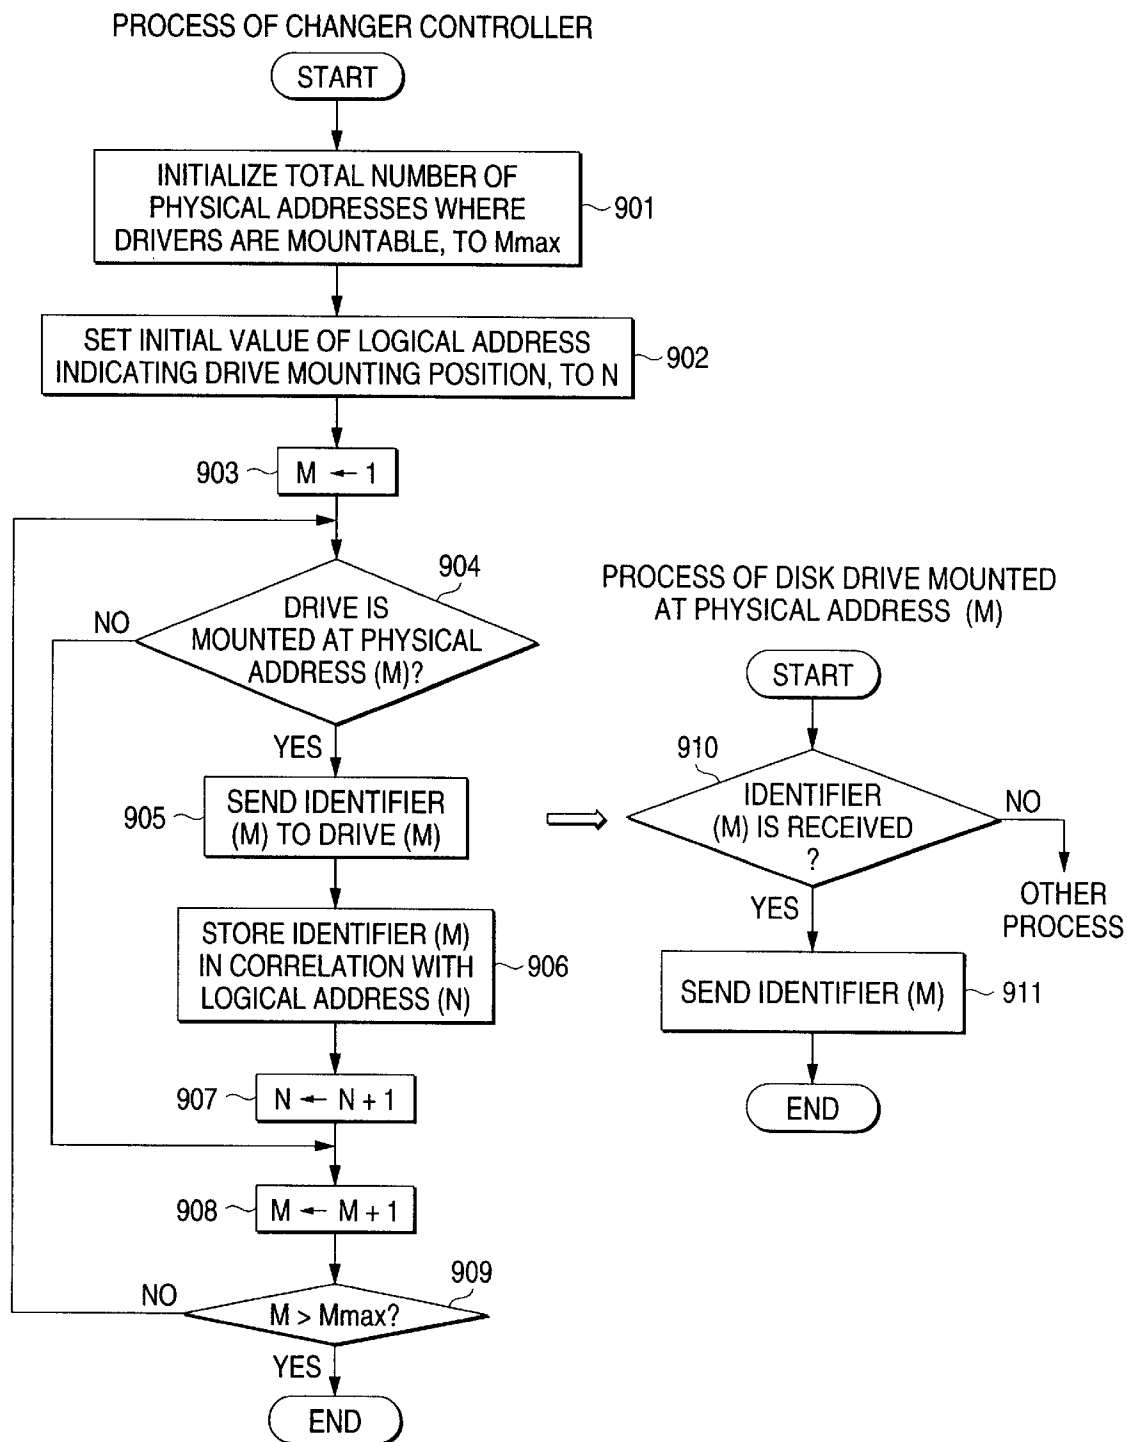 PROCESS OF CHANGER CONTROLLER
START
INITIALIZE TOTAL NUMBER OF
PHYSICAL ADDRESSES WHERE
DRIVERS ARE MOUNTABLE, TO Mmax
901
SET INITIAL VALUE OF LOGICAL ADDRESS
INDICATING DRIVE MOUNTING POSITION, TO N
902
903
M ← 1
904
DRIVE IS
MOUNTED AT PHYSICAL
ADDRESS (M)?
NO
YES
905
SEND IDENTIFIER
(M) TO DRIVE (M)
STORE IDENTIFIER (M)
IN CORRELATION WITH
LOGICAL ADDRESS (N)
906
907
N ← N + 1
908
M ← M + 1
909
M > Mmax?
NO
YES
END
PROCESS OF DISK DRIVE MOUNTED
AT PHYSICAL ADDRESS (M)
START
910
IDENTIFIER
(M) IS RECEIVED
?
NO
OTHER
PROCESS
YES
SEND IDENTIFIER (M)
911
END